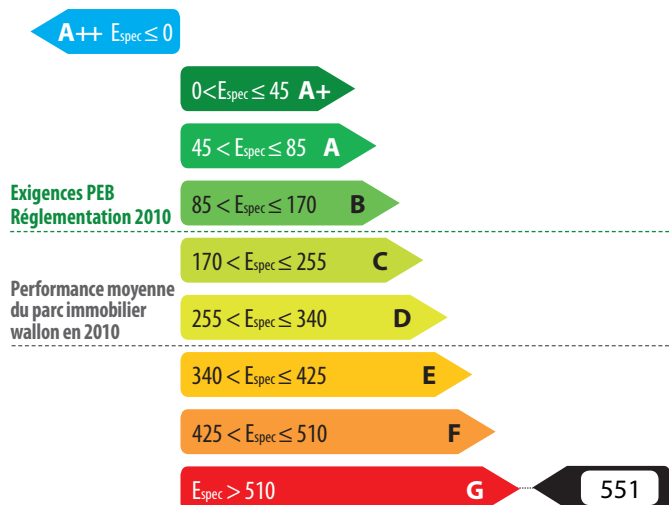 A++ Espec ≤ 0
0<Espec ≤ 45 A+
45 < Espec ≤ 85 A
Exigences PEB
Réglementation 2010
85 < Espec ≤ 170 B
170 < Espec ≤ 255 C
Performance moyenne
du parc immobilier
wallon en 2010
255 < Espec ≤ 340 D
340 < Espec ≤ 425 E
425 < Espec ≤ 510 F
Espec > 510 G 551